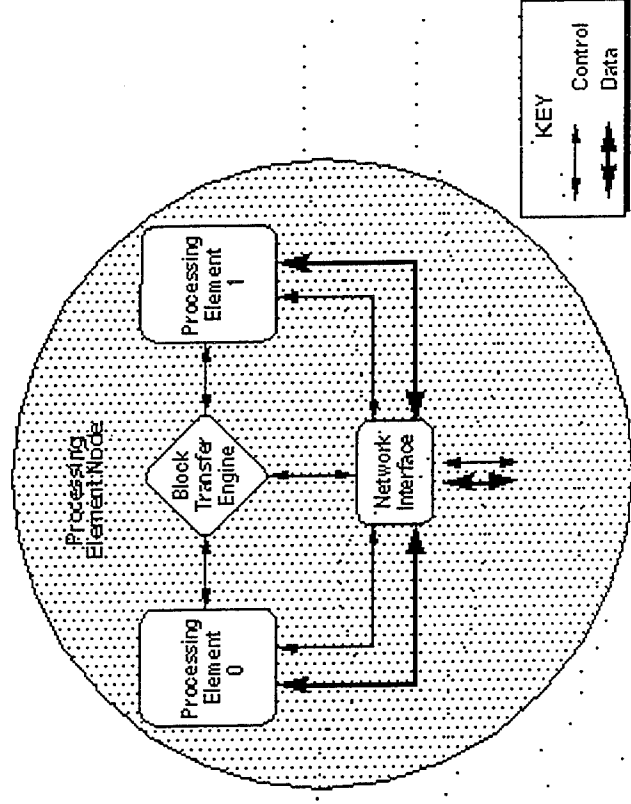 Processing
Element Node
Processing
Element
0
Block
Transfer
Engine
Processing
Element
1
Network
Interface
KEY
Control
Data